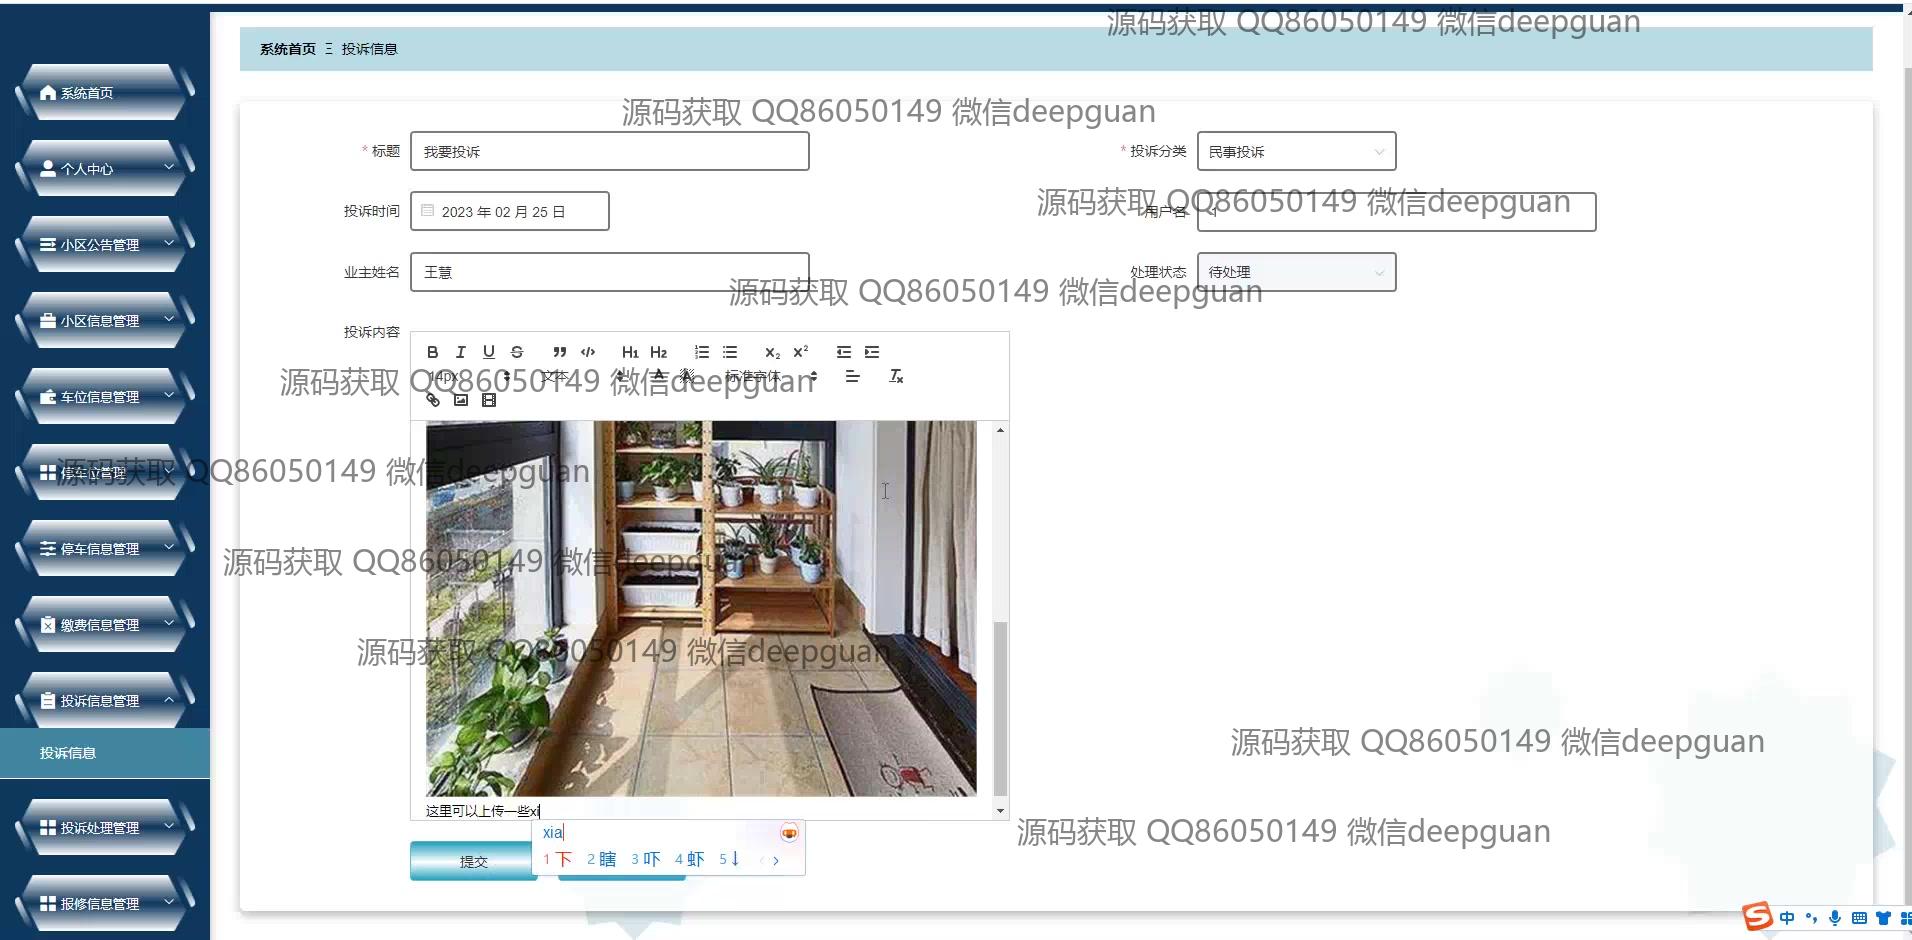 源码获取 QQ86050149 微信deepguan
系统首页 Ξ 投诉信息
系统首页
个人中心
小区公告管理
小区信息管理
车位信息管理
停车位管理
停车信息管理
缴费信息管理
投诉信息管理
投诉信息
投诉处理管理
报修信息管理
源码获取 QQ86050149 微信deepguan
* 标题 我要投诉
* 投诉分类 民事投诉
投诉时间 2023 年 02 月 25 日
源码获取 QQ86050149 微信deepguan
用户名 1
业主姓名 王慧
处理状态 待处理
源码获取 QQ86050149 微信deepguan
投诉内容
B I U S ” </> H1 H2 x₂ x²
14px 文本 A A 标准字体
源码获取 QQ86050149 微信deepguan
源码获取 QQ86050149 微信deepguan
源码获取 QQ86050149 微信deepguan
源码获取 QQ86050149 微信deepguan
源码获取 QQ86050149 微信deepguan
这里可以上传一些xi
xia
1 下 2 瞎 3 吓 4 虾 5↓
提交
源码获取 QQ86050149 微信deepguan
S 中